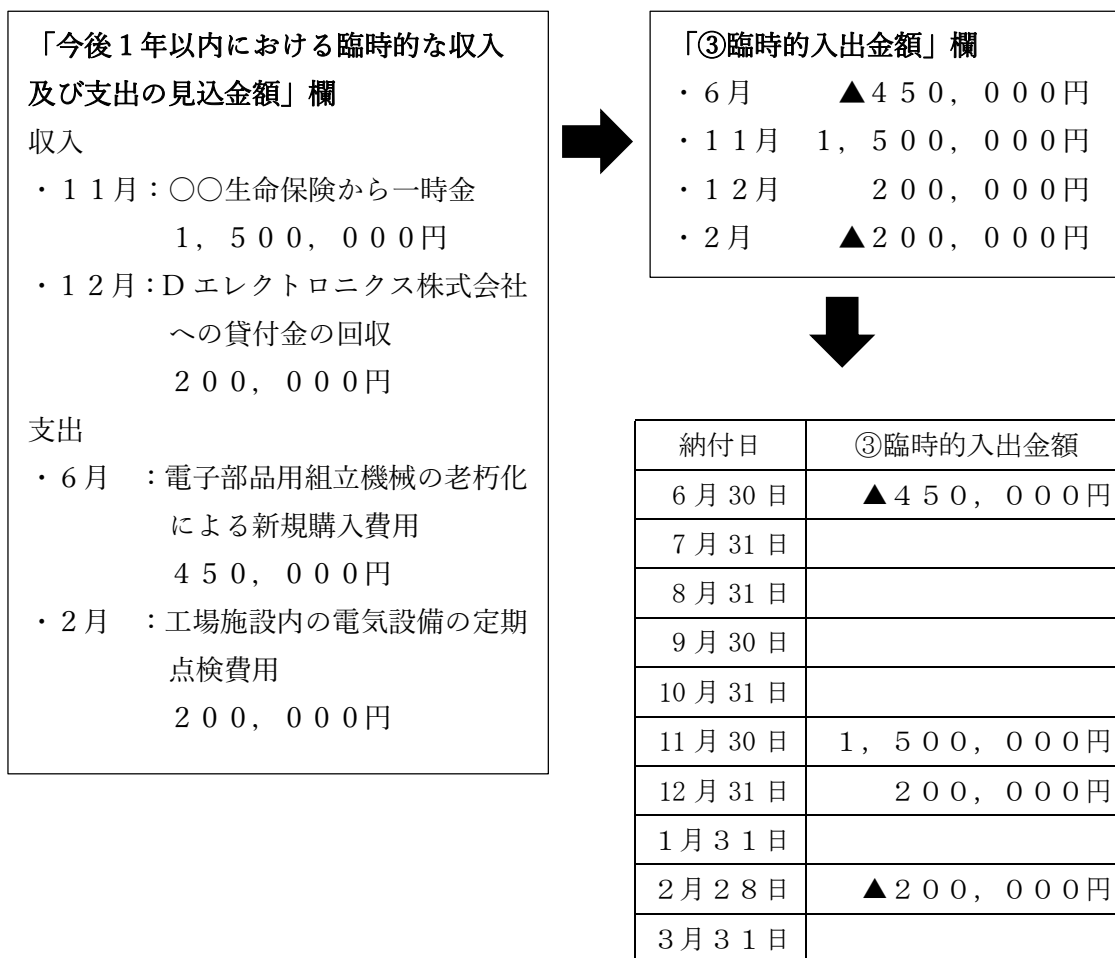 「今後１年以内における臨時的な収入
及び支出の見込金額」欄
収入
・１１月：○○生命保険から一時金
１，５００，０００円
・１２月：Ｄエレクトロニクス株式会社
への貸付金の回収
２００，０００円
支出
・６月　：電子部品用組立機械の老朽化
による新規購入費用
４５０，０００円
・２月　：工場施設内の電気設備の定期
点検費用
２００，０００円
「③臨時的入出金額」欄
・６月　▲４５０，０００円
・１１月　１，５００，０００円
・１２月　２００，０００円
・２月　▲２００，０００円
納付日　③臨時的入出金額
6月30日　▲４５０，０００円
7月31日
8月31日
9月30日
10月31日
11月30日　１，５００，０００円
12月31日　２００，０００円
1月３１日
2月２８日　▲２００，０００円
3月３１日